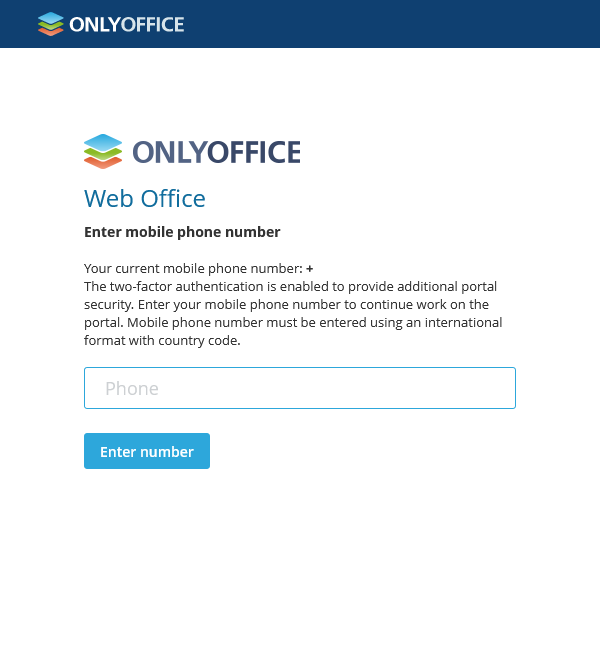 ONLYOFFICE
ONLYOFFICE
Web Office
Enter mobile phone number
Your current mobile phone number: +
The two-factor authentication is enabled to provide additional portal
security. Enter your mobile phone number to continue work on the
portal. Mobile phone number must be entered using an international
format with country code.
Phone
Enter number